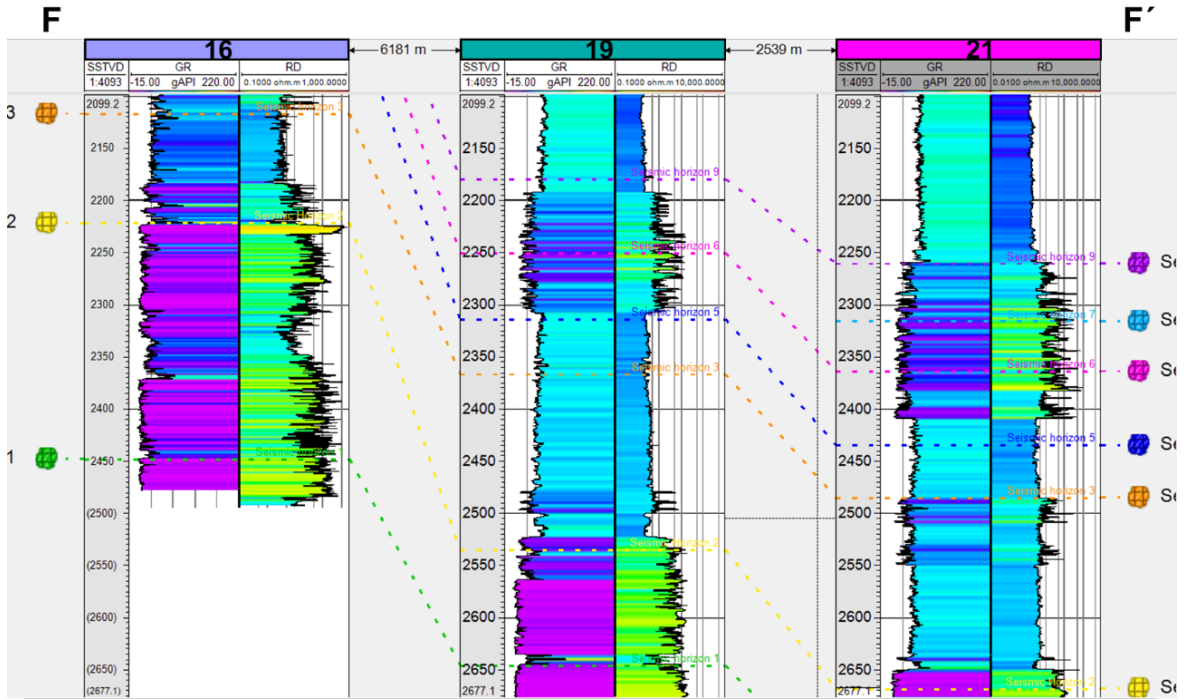 F F´
16 6181 m 19 2539 m 21
SSTVD GR RD SSTVD GR RD SSTVD GR RD
1:4093 -15.00 gAPI 220.00 0.1000 ohm.m 1,000.0000 1:4093 -15.00 gAPI 220.00 0.1000 ohm.m 10,000.0000 1:4093 -15.00 gAPI 220.00 0.0100 ohm.m 10,000.0000
2099.2 2099.2 2099.2
3 Seismic horizon 3
2150 2150 2150
Seismic horizon 9
2200 2200 2200
2 Seismic Horizon 2
2250 Seismic horizon 6 2250
Seismic horizon 9 Se
2300 2300 2300
Seismic horizon 5 Seismic horizon 7 Se
2350 2350 2350
Seismic horizon 3 Seismic horizon 6 Se
2400 2400 2400
Seismic horizon 5 Se
1 2450 2450 2450
Seismic horizon 3 Se
(2500) 2500 2500
Seismic Horizon 2
(2550) 2550 2550
(2600) 2600 2600
(2650) 2650 Seismic horizon 1 2650
(2677.1) 2677.1 2677.1 Seismic Horizon 2 Se